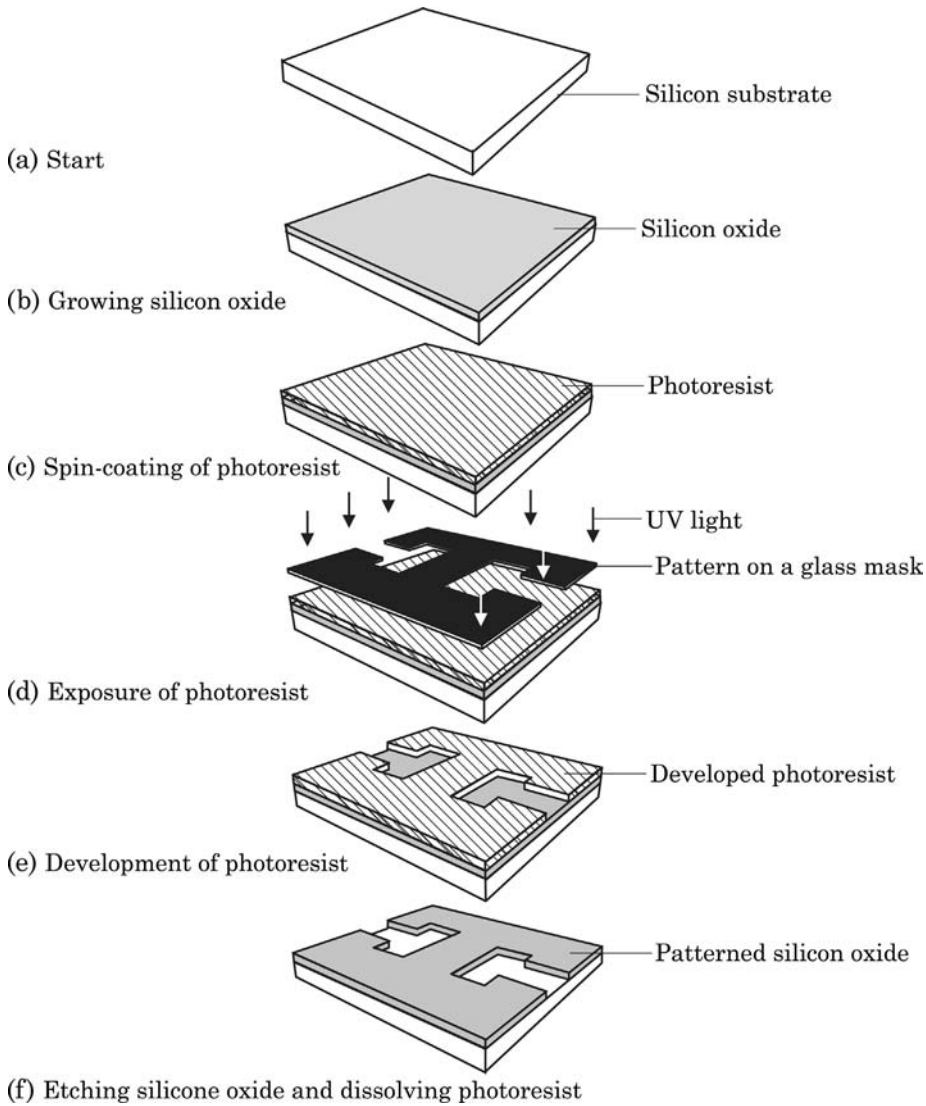 Silicon substrate
(a) Start
Silicon oxide
(b) Growing silicon oxide
Photoresist
(c) Spin-coating of photoresist
UV light
Pattern on a glass mask
(d) Exposure of photoresist
Developed photoresist
(e) Development of photoresist
Patterned silicon oxide
(f) Etching silicone oxide and dissolving photoresist